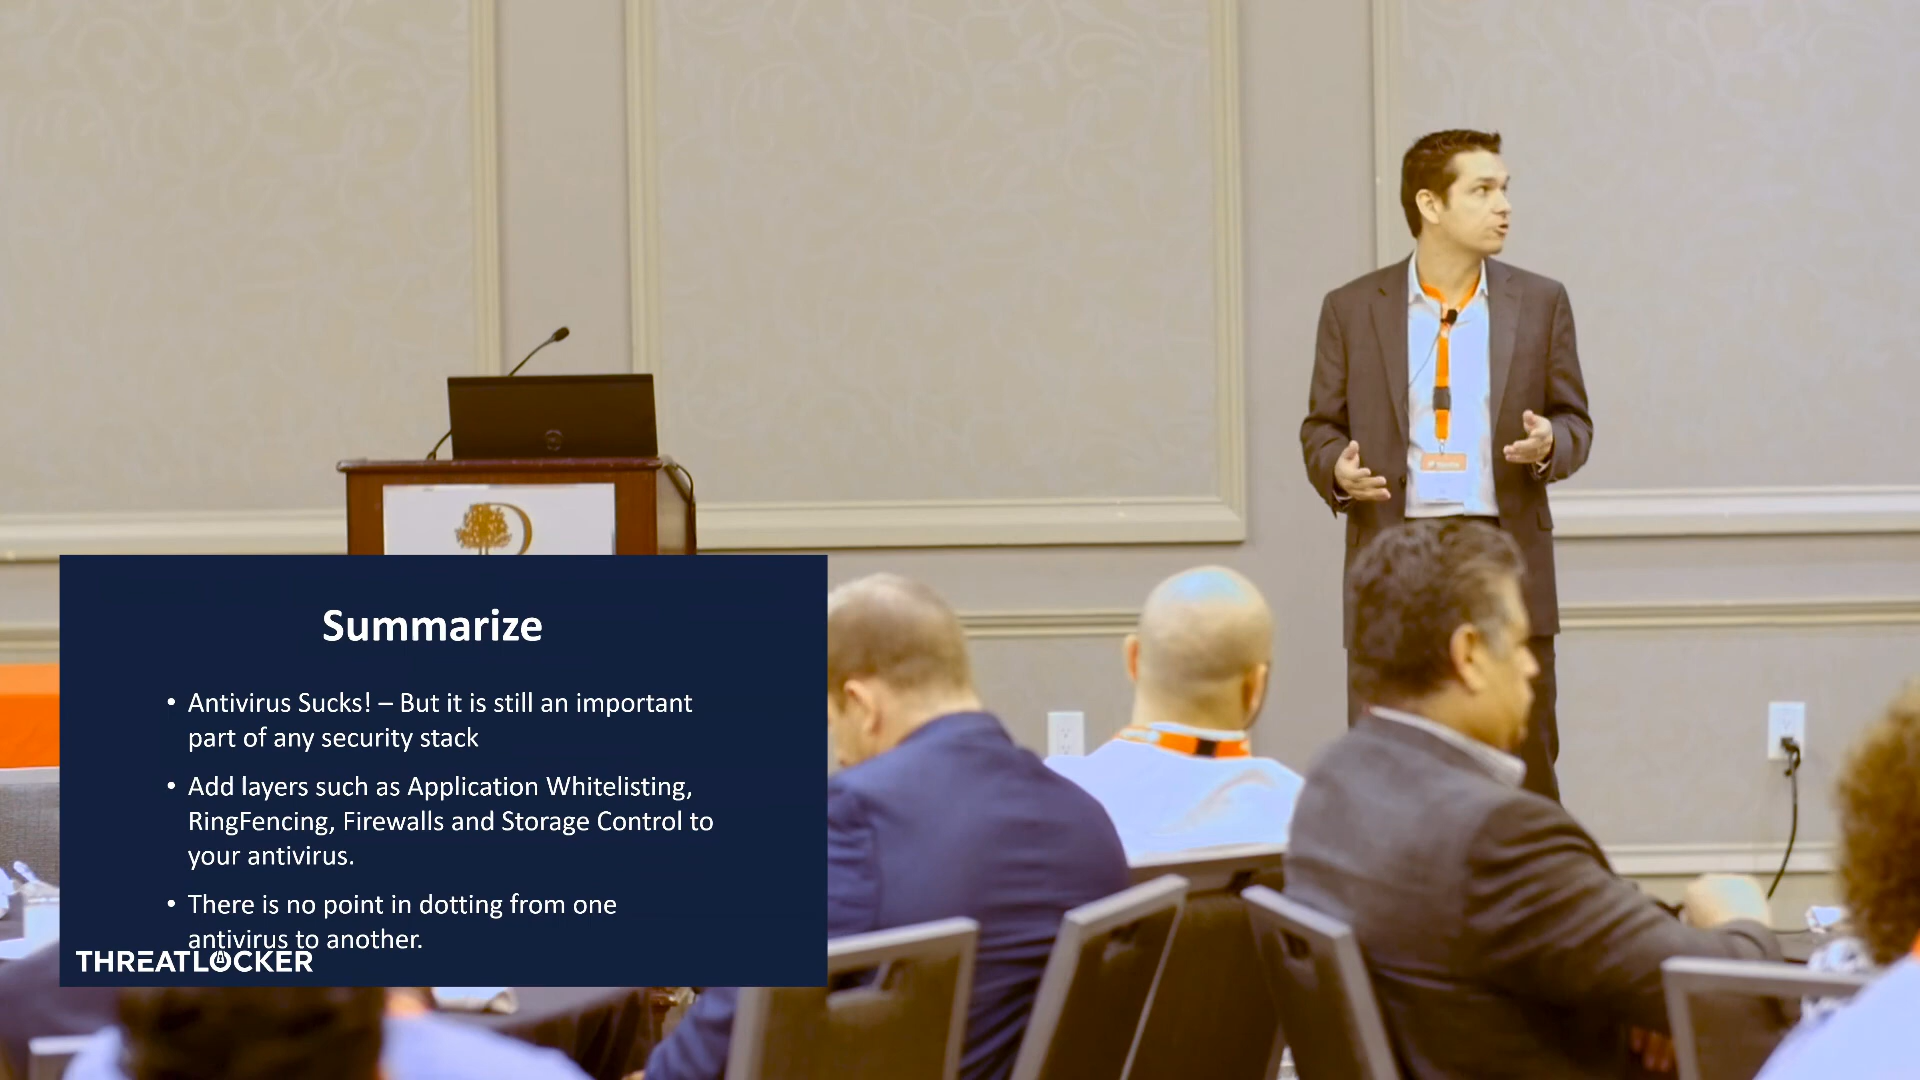 Summarize
• Antivirus Sucks! – But it is still an important
part of any security stack
• Add layers such as Application Whitelisting,
RingFencing, Firewalls and Storage Control to
your antivirus.
• There is no point in dotting from one
antivirus to another.
THREATLOCKER